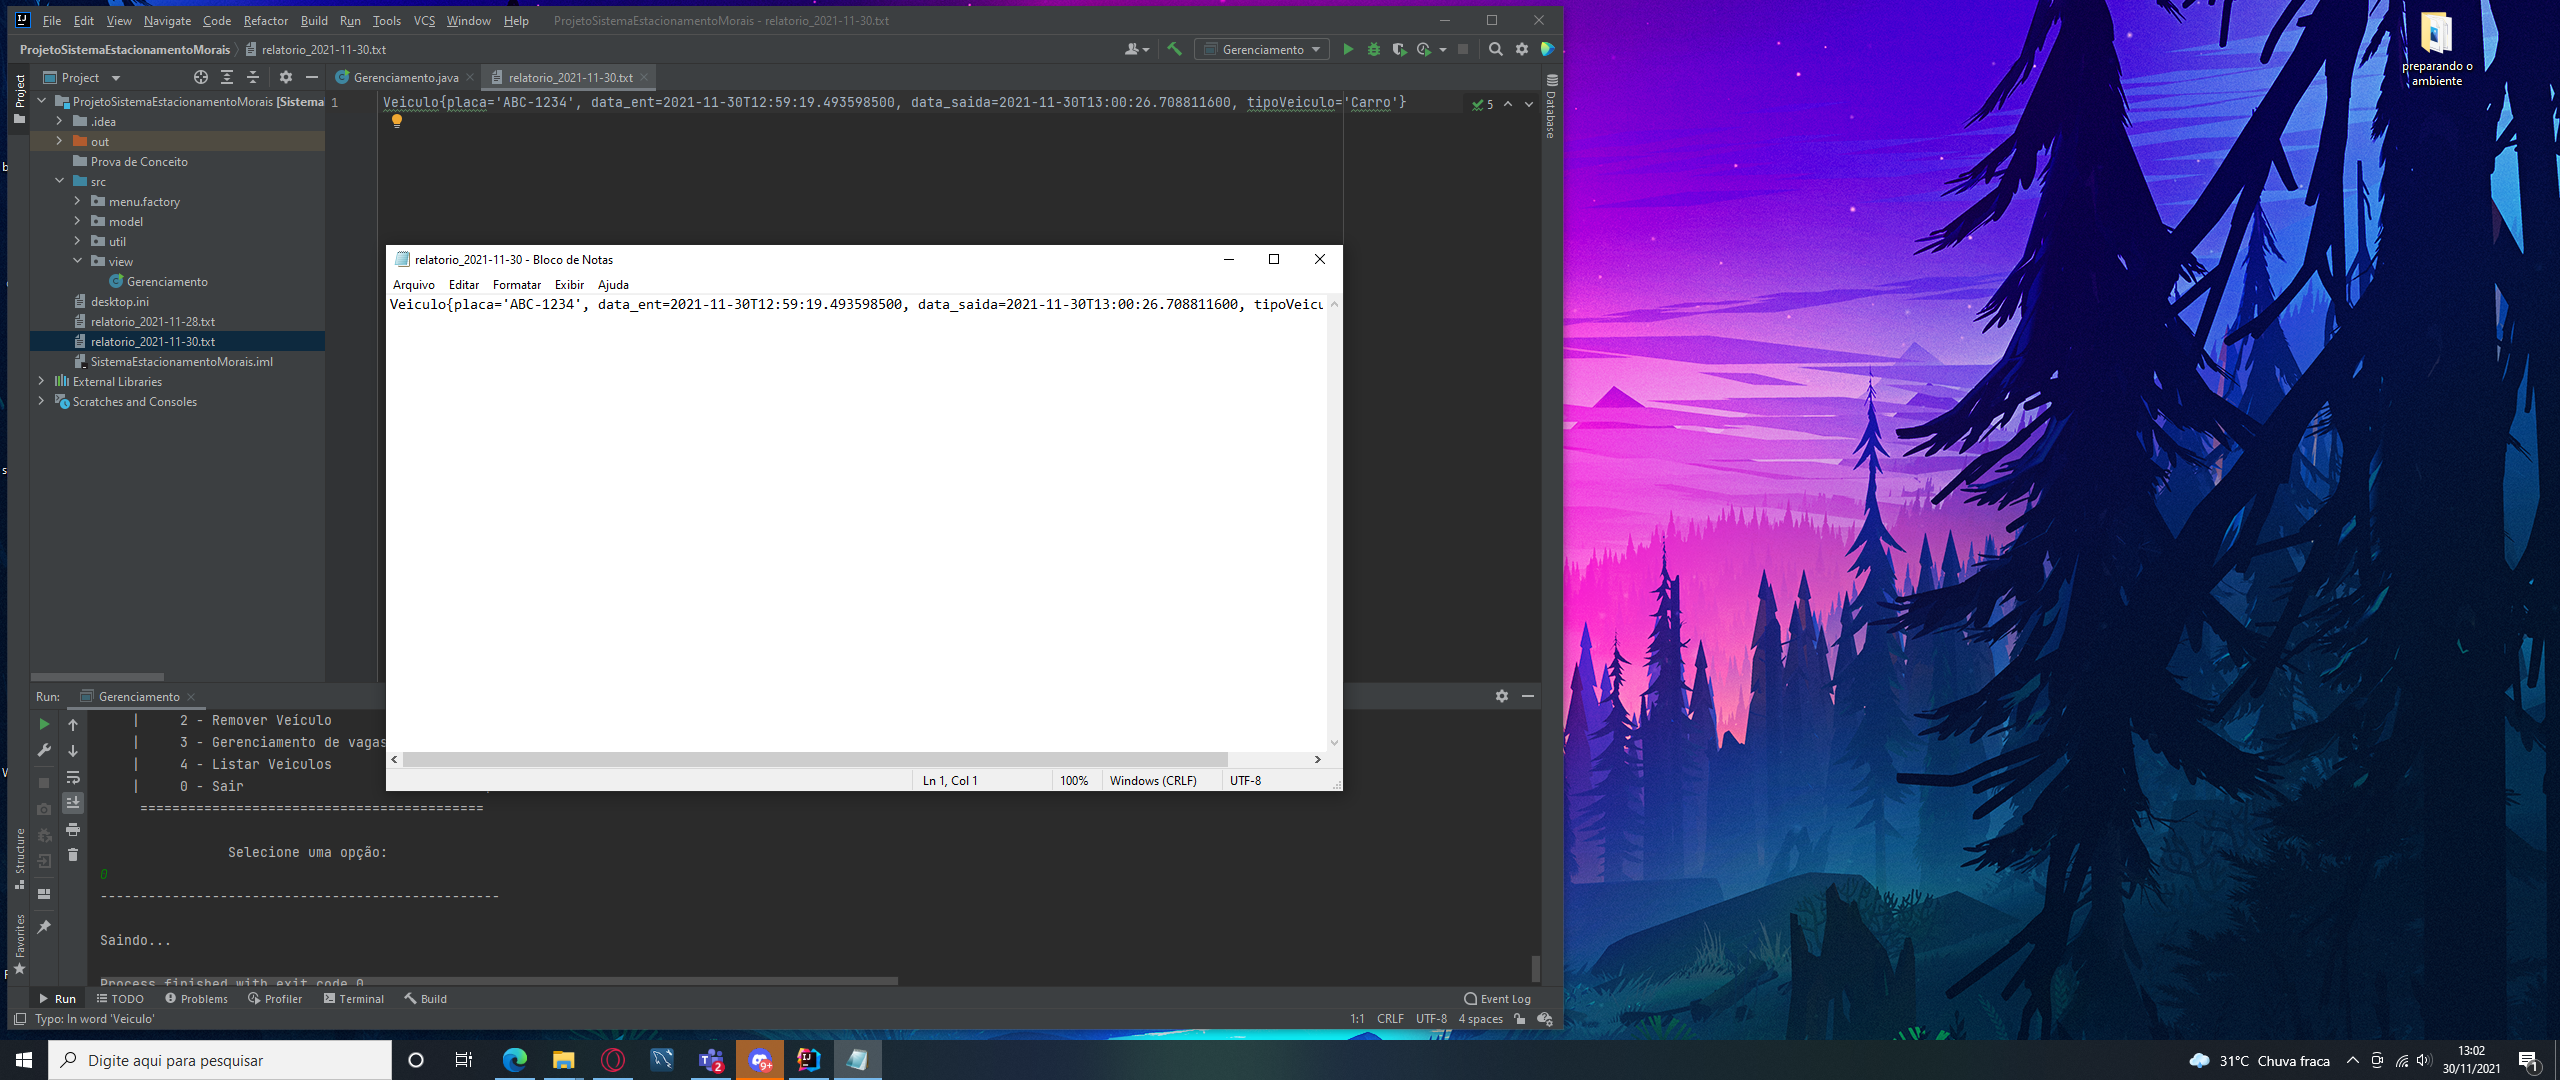 File Edit View Navigate Code Refactor Build Run Tools VCS Window Help ProjetoSistemaEstacionamentoMorais - relatorio_2021-11-30.txt
ProjetoSistemaEstacionamentoMorais relatorio_2021-11-30.txt Gerenciamento
Project Gerenciamento.java relatorio_2021-11-30.txt
Project
Database
ProjetoSistemaEstacionamentoMorais [Sistema
.idea
out
Prova de Conceito
src
menu.factory
model
util
view
Gerenciamento
desktop.ini
relatorio_2021-11-28.txt
relatorio_2021-11-30.txt
SistemaEstacionamentoMorais.iml
External Libraries
Scratches and Consoles
1 Veiculo{placa='ABC-1234', data_ent=2021-11-30T12:59:19.493598500, data_saida=2021-11-30T13:00:26.708811600, tipoVeiculo='Carro'} 5
relatorio_2021-11-30 - Bloco de Notas
Arquivo Editar Formatar Exibir Ajuda
Veiculo{placa='ABC-1234', data_ent=2021-11-30T12:59:19.493598500, data_saida=2021-11-30T13:00:26.708811600, tipoVeicu
Ln 1, Col 1 100% Windows (CRLF) UTF-8
Run: Gerenciamento
| 2 - Remover Veiculo
| 3 - Gerenciamento de vagas
| 4 - Listar Veiculos
| 0 - Sair
===========================================
Selecione uma opção:
0
--------------------------------------------------
Saindo...
Process finished with exit code 0
Structure
Favorites
Run TODO Problems Profiler Terminal Build Event Log
Typo: In word 'Veiculo' 1:1 CRLF UTF-8 4 spaces
preparando o
ambiente
Digite aqui para pesquisar
2
9+
31°C Chuva fraca
13:02
30/11/2021
1